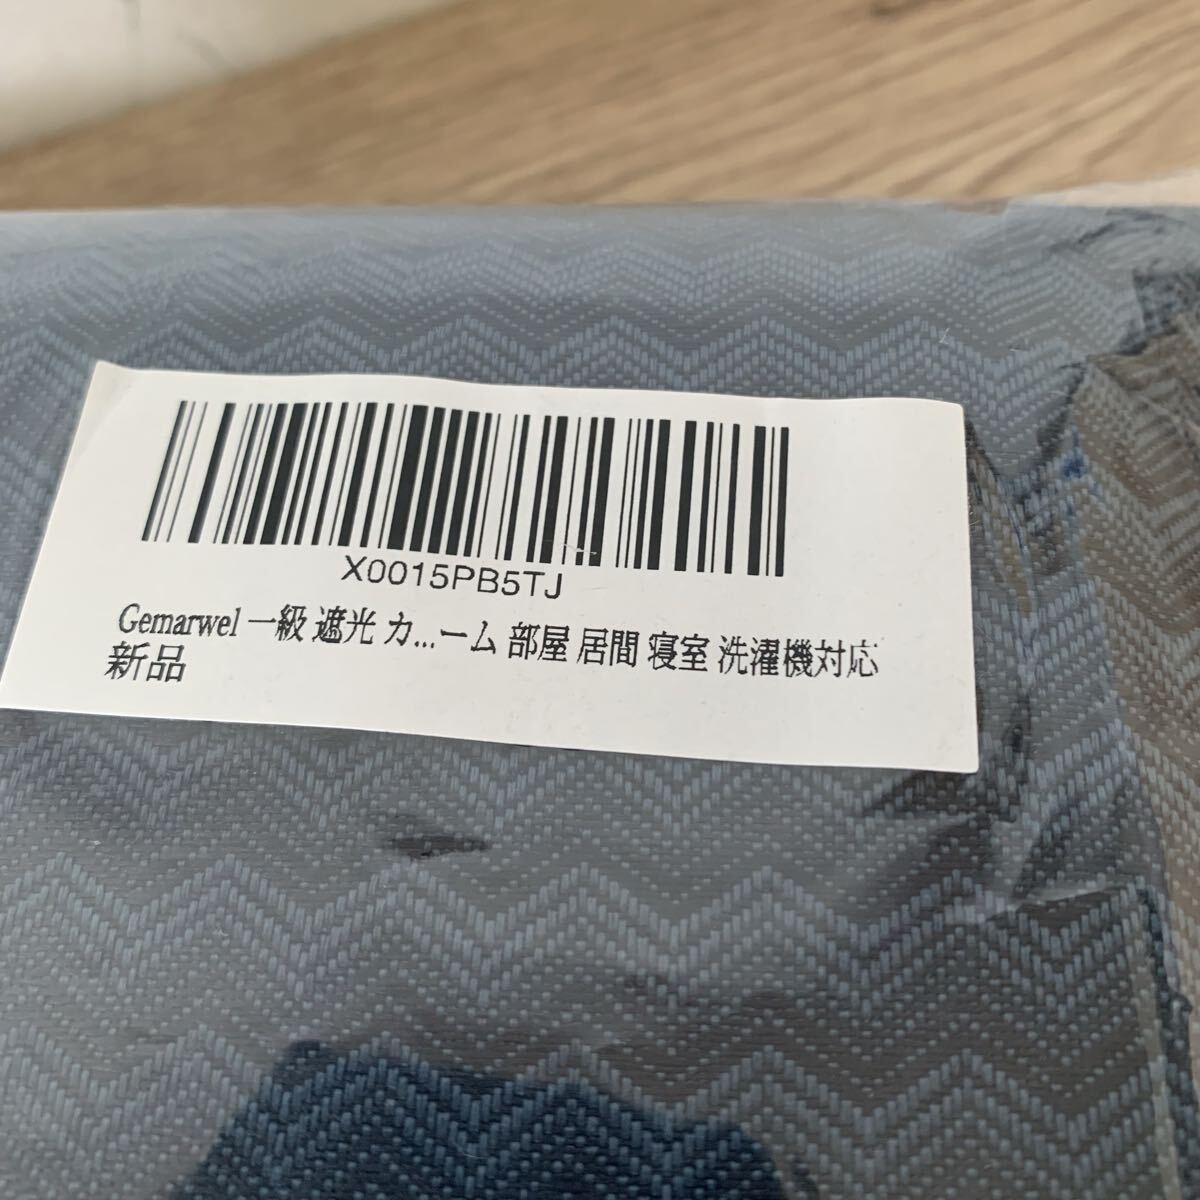 X0015PB5TJ
Gemarwel 一級 遮光 カ...ーム 部屋 居間 寝室 洗濯機対応
新品